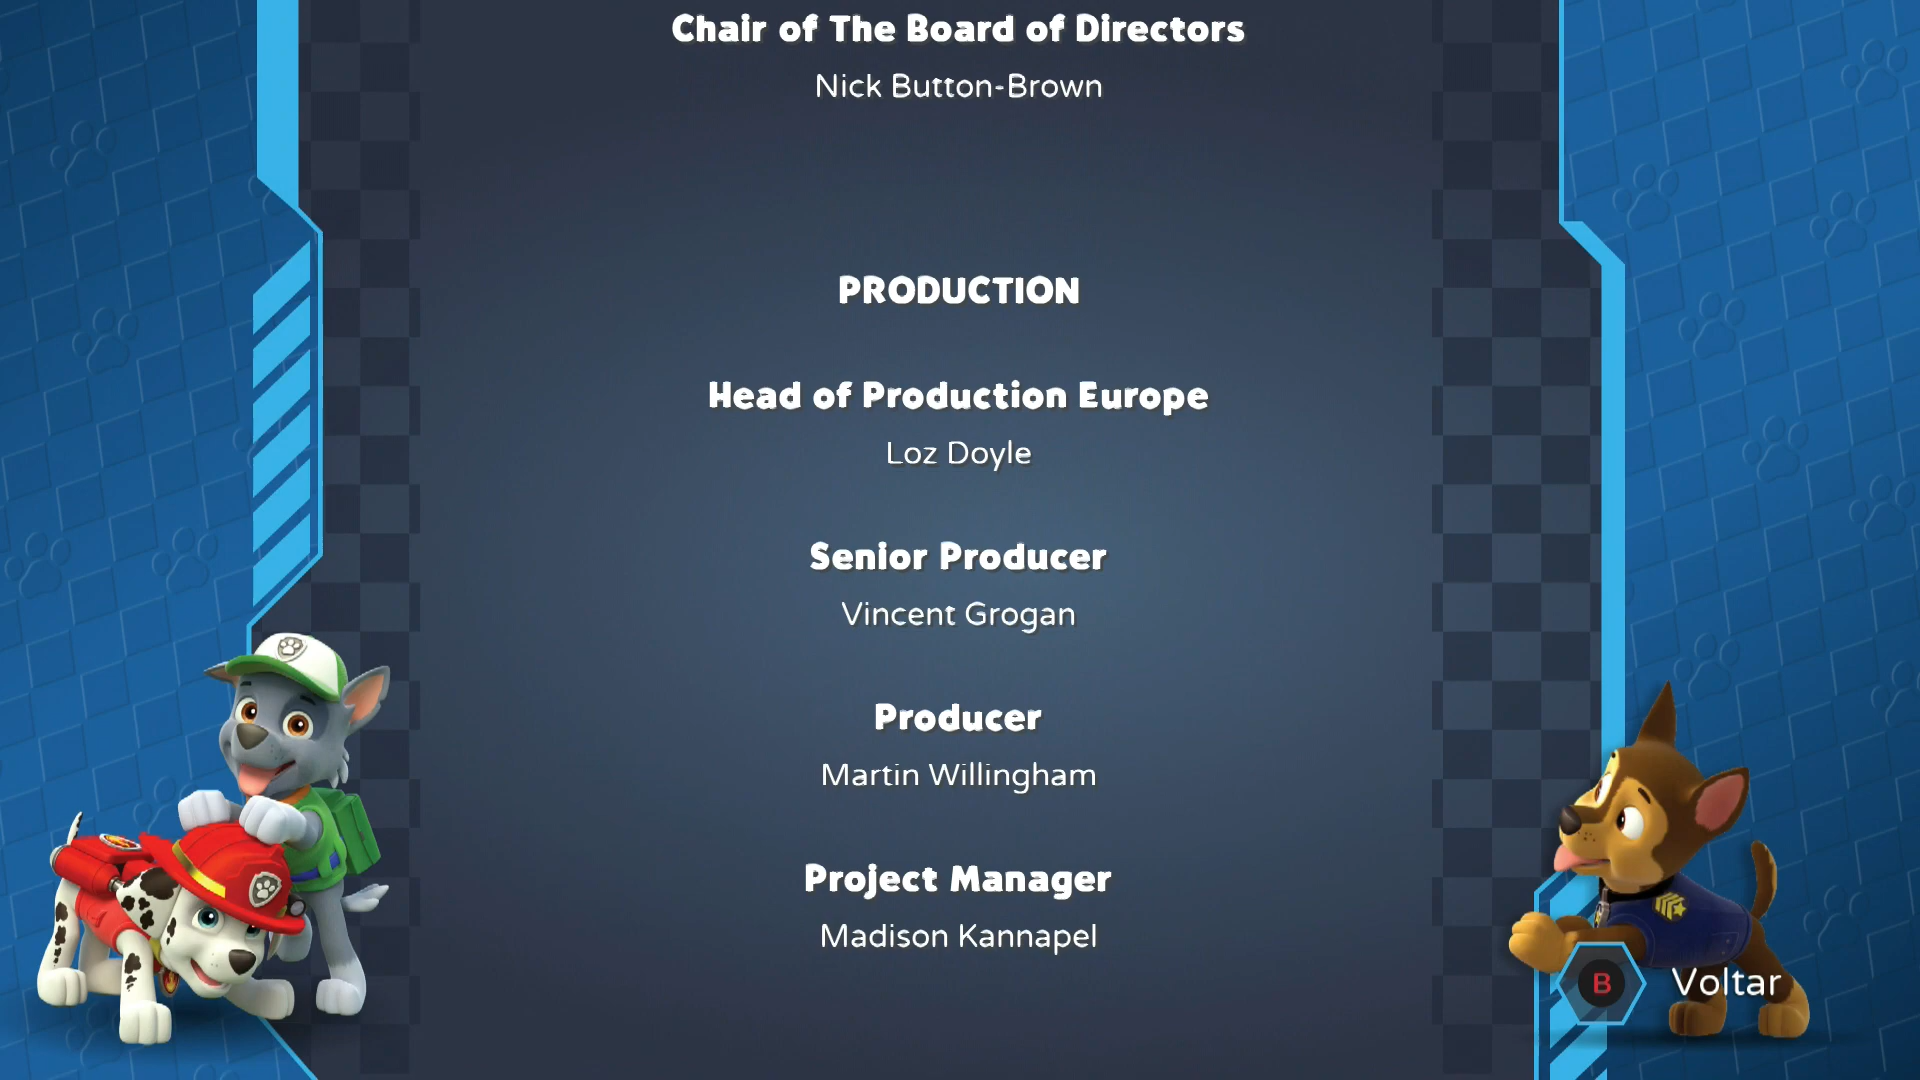 Chair of The Board of Directors
Nick Button-Brown
PRODUCTION
Head of Production Europe
Loz Doyle
Senior Producer
Vincent Grogan
Producer
Martin Willingham
Project Manager
Madison Kannapel
B Voltar